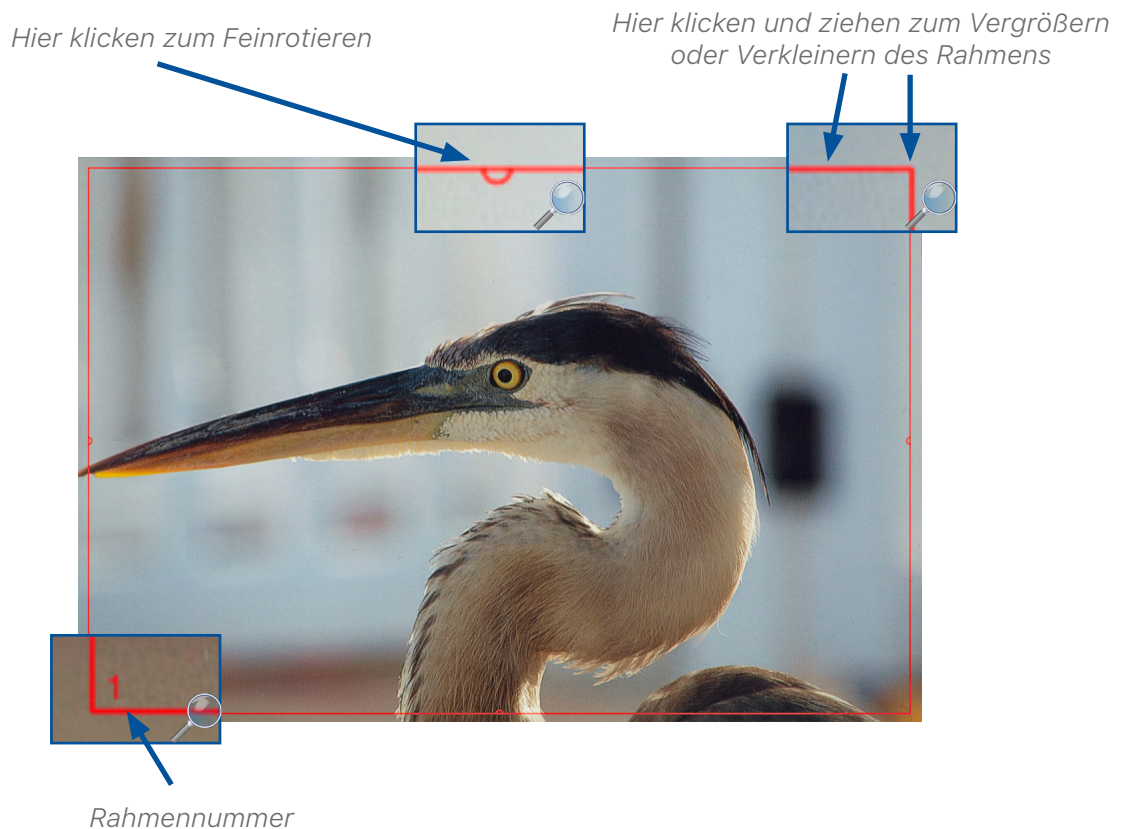 Hier klicken zum Feinrotieren
Hier klicken und ziehen zum Vergrößern
oder Verkleinern des Rahmens
1
Rahmennummer